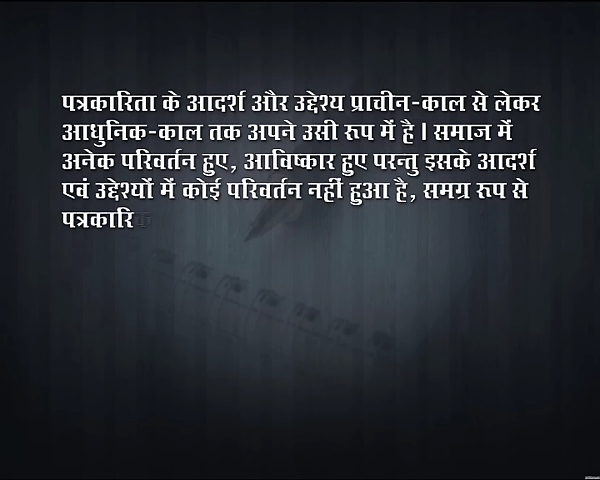 पत्रकारिता के आदर्श और उद्देश्य प्राचीन-काल से लेकर
आधुनिक-काल तक अपने उसी रूप में है । समाज में
अनेक परिवर्तन हुए, आविष्कार हुए परन्तु इसके आदर्श
एवं उद्देश्यों में कोई परिवर्तन नहीं हुआ है, समग्र रूप से
पत्रकारि